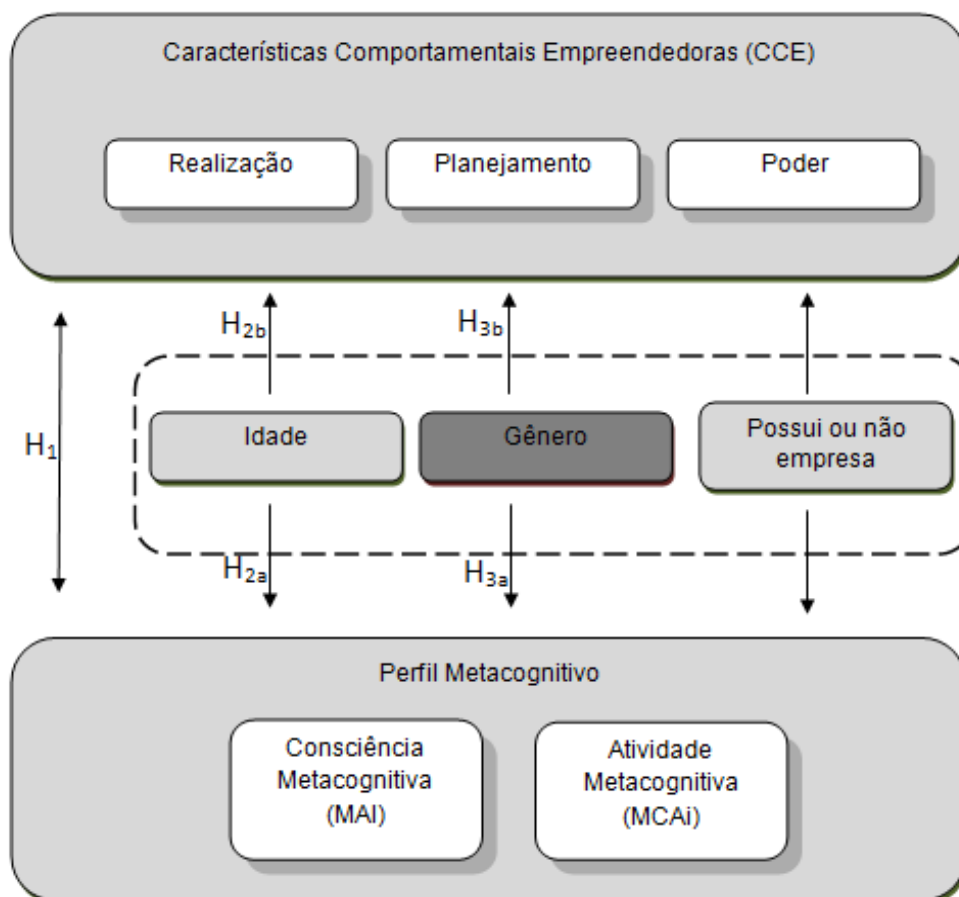 Característícas Comportamentais Empreendedoras (CCE)
Realização
Planejamento
Poder
H2b
H3b
H1
Idade
Gênero
Possui ou não
empresa
H2a
H3a
Perfil Metacognitivo
Consciência
Metacognitiva
(MAI)
Atividade
Metacognitiva
(MCAi)